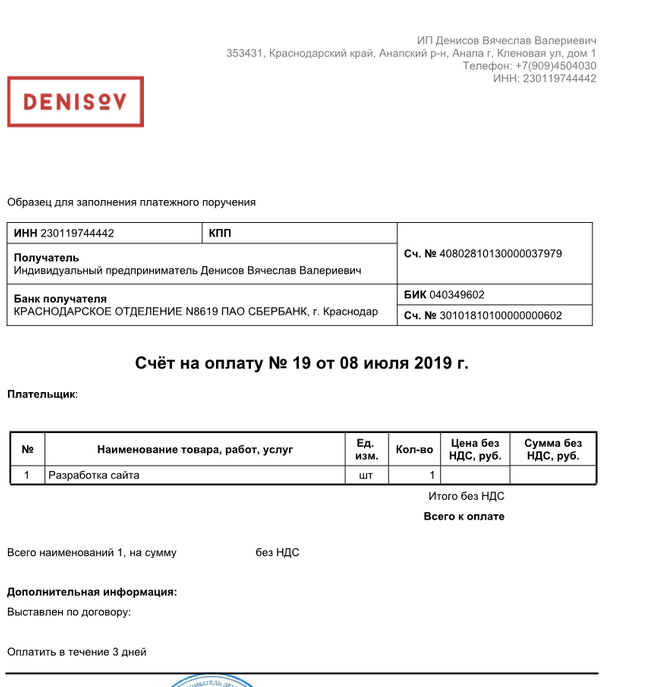 ИП Денисов Вячеслав Валериевич
353431, Краснодарский край, Анапский р-н, Анапа г, Кленовая ул, дом 1
Телефон: +7(909)4504030
ИНН: 230119744442
DENISOV
Образец для заполнения платежного поручения
ИНН 230119744442 КПП
Сч. № 40802810130000037979
Получатель
Индивидуальный предприниматель Денисов Вячеслав Валериевич
Банк получателя
КРАСНОДАРСКОЕ ОТДЕЛЕНИЕ N8619 ПАО СБЕРБАНК, г. Краснодар
БИК 040349602
Сч. № 30101810100000000602
Счёт на оплату № 19 от 08 июля 2019 г.
Плательщик:
№ Наименование товара, работ, услуг Ед. изм. Кол-во Цена без НДС, руб. Сумма без НДС, руб.
1 Разработка сайта шт 1
Итого без НДС
Всего к оплате
Всего наименований 1, на сумму без НДС
Дополнительная информация:
Выставлен по договору:
Оплатить в течение 3 дней